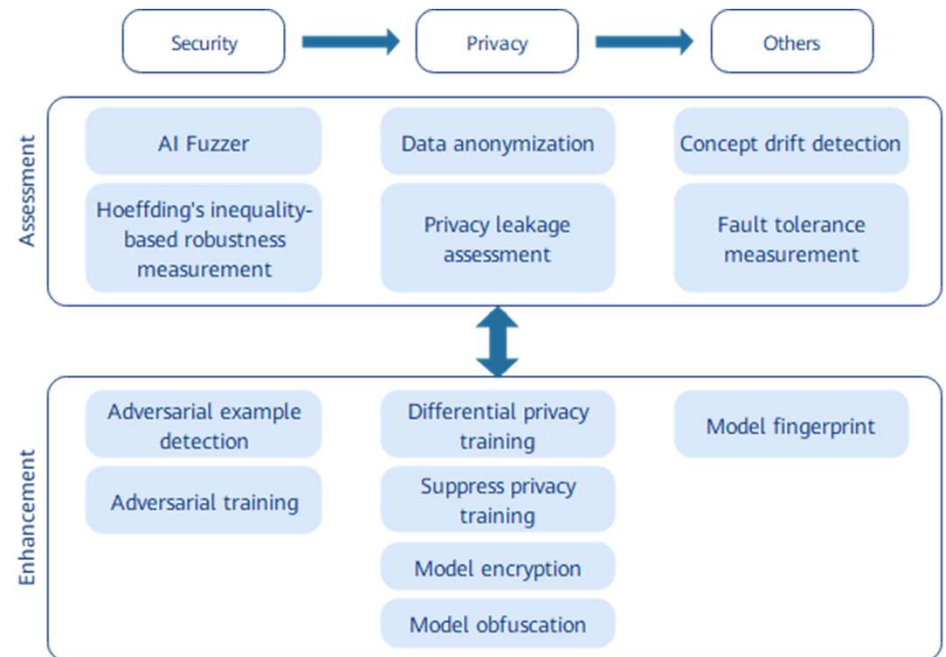 Security
Privacy
Others
Assessment
AI Fuzzer
Data anonymization
Concept drift detection
Hoeffding's inequality-
based robustness
measurement
Privacy leakage
assessment
Fault tolerance
measurement
Enhancement
Adversarial example
detection
Differential privacy
training
Model fingerprint
Adversarial training
Suppress privacy
training
Model encryption
Model obfuscation